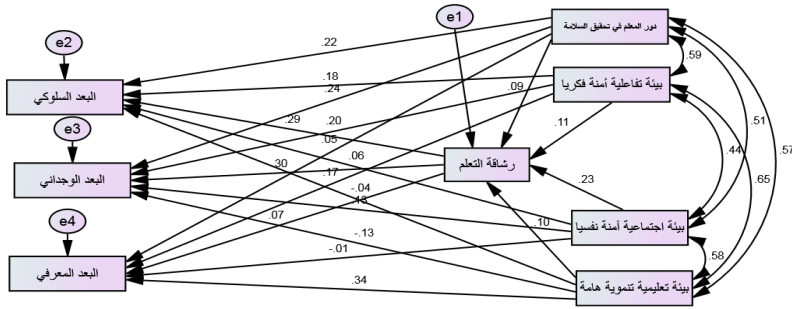 e1
دور المعلم في تحقيق السلامة
e2
.22
.59
البعد السلوكي
.18
.24
.09
بيئة تفاعلية أمنة فكريا
.29
.20
.11
.51
e3
.05
.44
.57
.30
.06
رشاقة التعلم
.65
البعد الوجداني
.17
-.04
.23
.13
e4
.07
.10
بيئة اجتماعية أمنة نفسيا
-.13
-.01
.58
البعد المعرفي
.34
بيئة تعليمية تنموية هامة